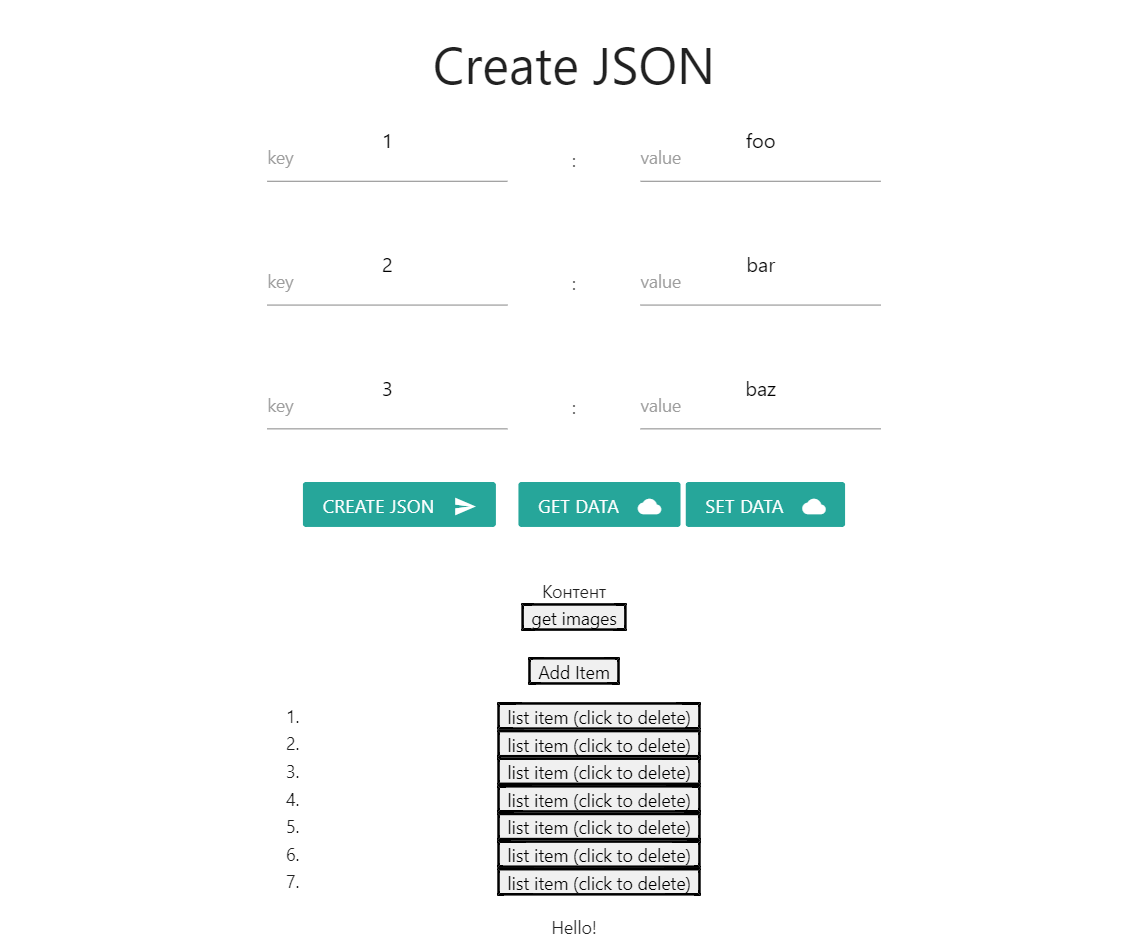 Create JSON
1 foo
key : value
2 bar
key : value
3 baz
key : value
CREATE JSON GET DATA SET DATA
Контент
get images
Add Item
1. list item (click to delete)
2. list item (click to delete)
3. list item (click to delete)
4. list item (click to delete)
5. list item (click to delete)
6. list item (click to delete)
7. list item (click to delete)
Hello!